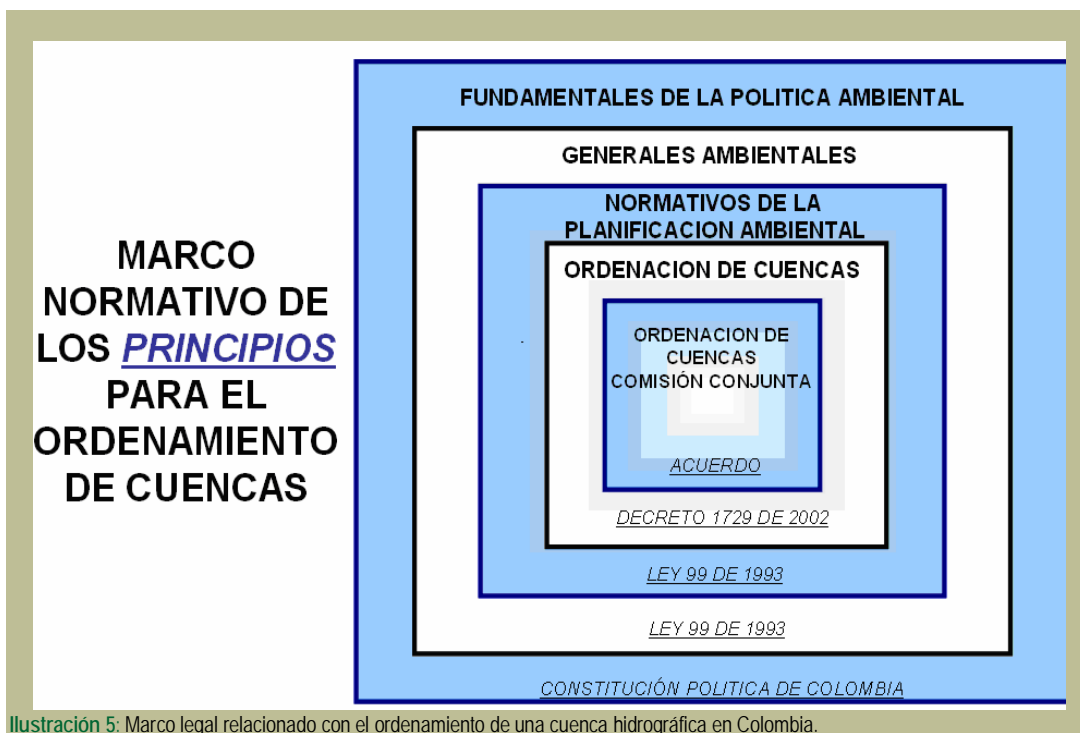 MARCO
NORMATIVO DE
LOS PRINCIPIOS
PARA EL
ORDENAMIENTO
DE CUENCAS
FUNDAMENTALES DE LA POLITICA AMBIENTAL
GENERALES AMBIENTALES
NORMATIVOS DE LA
PLANIFICACION AMBIENTAL
ORDENACION DE CUENCAS
ORDENACION DE
CUENCAS
COMISIÓN CONJUNTA
ACUERDO
DECRETO 1729 DE 2002
LEY 99 DE 1993
LEY 99 DE 1993
CONSTITUCIÓN POLITICA DE COLOMBIA
Ilustración 5: Marco legal relacionado con el ordenamiento de una cuenca hidrográfica en Colombia.